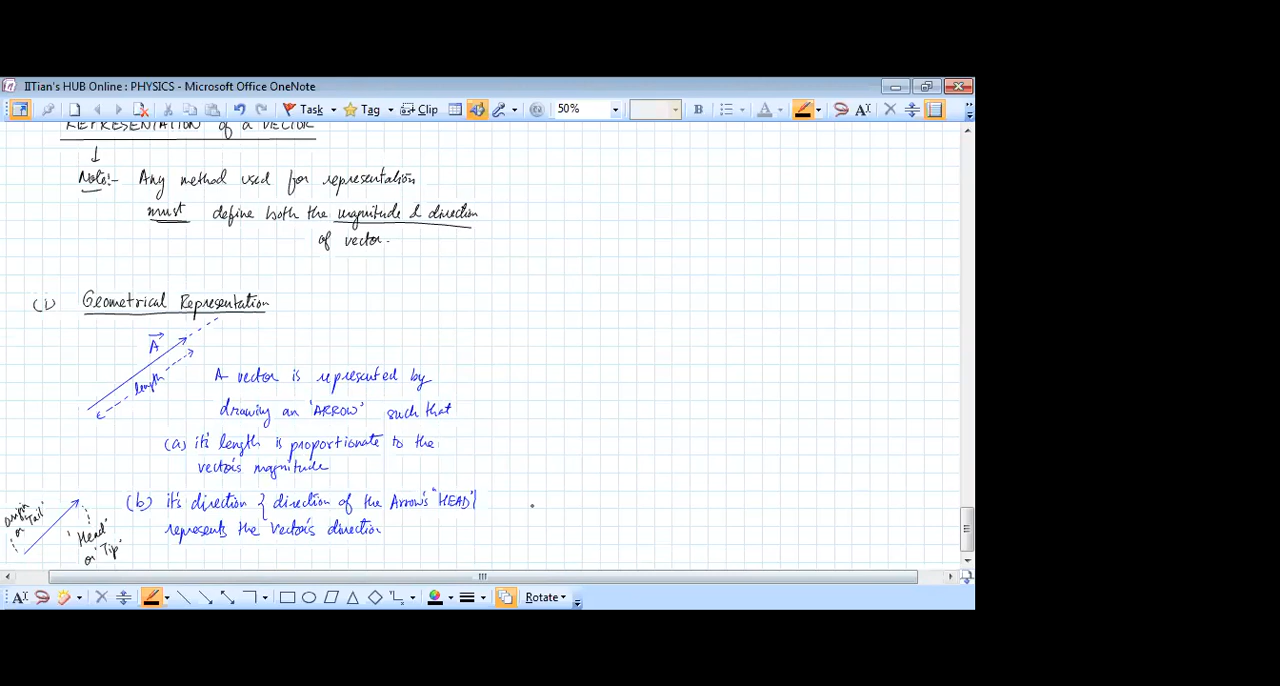 IITian's HUB Online : PHYSICS - Microsoft Office OneNote
Task Tag Clip 50% B A A
REPRESENTATION of a VECTOR
Note:- Any method used for representation
must define both the magnitude & direction
of vector.
(i) Geometrical Representation
A
length
A vector is represented by
drawing an 'ARROW' such that
(a) it's length is proportionate to the
vector's magnitude
(b) it's direction { direction of the Arrow's "HEAD"}
represents the vector's direction
origin
or 'Tail'
'Head'
or 'Tip'
A Rotate